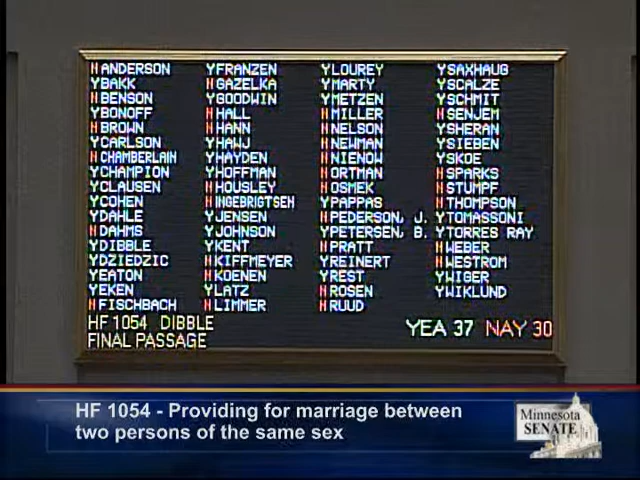 N ANDERSON Y FRANZEN Y LOUREY Y SAXHAUG
Y BAKK N GAZELKA Y MARTY Y SCALZE
N BENSON Y GOODWIN Y METZEN Y SCHMIT
Y BONOFF N HALL N MILLER N SENJEM
N BROWN N HANN N NELSON Y SHERAN
Y CARLSON Y HAWJ N NEWMAN Y SIEBEN
N CHAMBERLAIN Y HAYDEN N NIENOW Y SKOE
Y CHAMPION Y HOFFMAN N ORTMAN N SPARKS
Y CLAUSEN N HOUSLEY N OSMEK N STUMPF
Y COHEN N INGEBRIGTSEN Y PAPPAS N THOMPSON
Y DAHLE Y JENSEN N PEDERSON, J. Y TOMASSONI
N DAHMS Y JOHNSON Y PETERSEN, B. Y TORRES RAY
Y DIBBLE Y KENT N PRATT N WEBER
Y DZIEDZIC N KIFFMEYER Y REINERT N WESTROM
Y EATON N KOENEN Y REST Y WIGER
Y EKEN Y LATZ N ROSEN Y WIKLUND
N FISCHBACH N LIMMER N RUUD
HF 1054 DIBBLE
FINAL PASSAGE
YEA 37 NAY 30
HF 1054 - Providing for marriage between
two persons of the same sex
Minnesota
SENATE